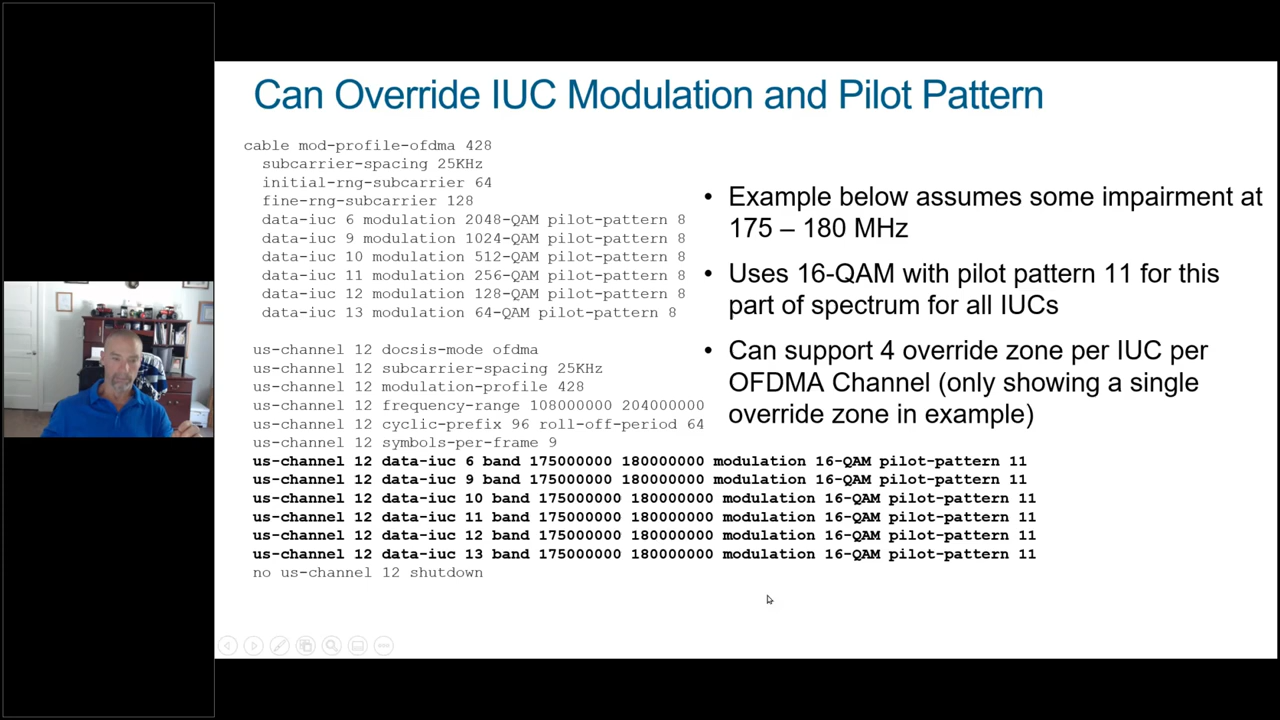 Can Override IUC Modulation and Pilot Pattern
cable mod-profile-ofdma 428
subcarrier-spacing 25KHz
initial-rng-subcarrier 64
fine-rng-subcarrier 128
data-iuc 6 modulation 2048-QAM pilot-pattern 8
data-iuc 9 modulation 1024-QAM pilot-pattern 8
data-iuc 10 modulation 512-QAM pilot-pattern 8
data-iuc 11 modulation 256-QAM pilot-pattern 8
data-iuc 12 modulation 128-QAM pilot-pattern 8
data-iuc 13 modulation 64-QAM pilot-pattern 8
us-channel 12 docsis-mode ofdma
us-channel 12 subcarrier-spacing 25KHz
us-channel 12 modulation-profile 428
us-channel 12 frequency-range 108000000 204000000
us-channel 12 cyclic-prefix 96 roll-off-period 64
us-channel 12 symbols-per-frame 9
us-channel 12 data-iuc 6 band 175000000 180000000 modulation 16-QAM pilot-pattern 11
us-channel 12 data-iuc 9 band 175000000 180000000 modulation 16-QAM pilot-pattern 11
us-channel 12 data-iuc 10 band 175000000 180000000 modulation 16-QAM pilot-pattern 11
us-channel 12 data-iuc 11 band 175000000 180000000 modulation 16-QAM pilot-pattern 11
us-channel 12 data-iuc 12 band 175000000 180000000 modulation 16-QAM pilot-pattern 11
us-channel 12 data-iuc 13 band 175000000 180000000 modulation 16-QAM pilot-pattern 11
no us-channel 12 shutdown
• Example below assumes some impairment at
175 – 180 MHz
• Uses 16-QAM with pilot pattern 11 for this
part of spectrum for all IUCs
• Can support 4 override zone per IUC per
OFDMA Channel (only showing a single
override zone in example)